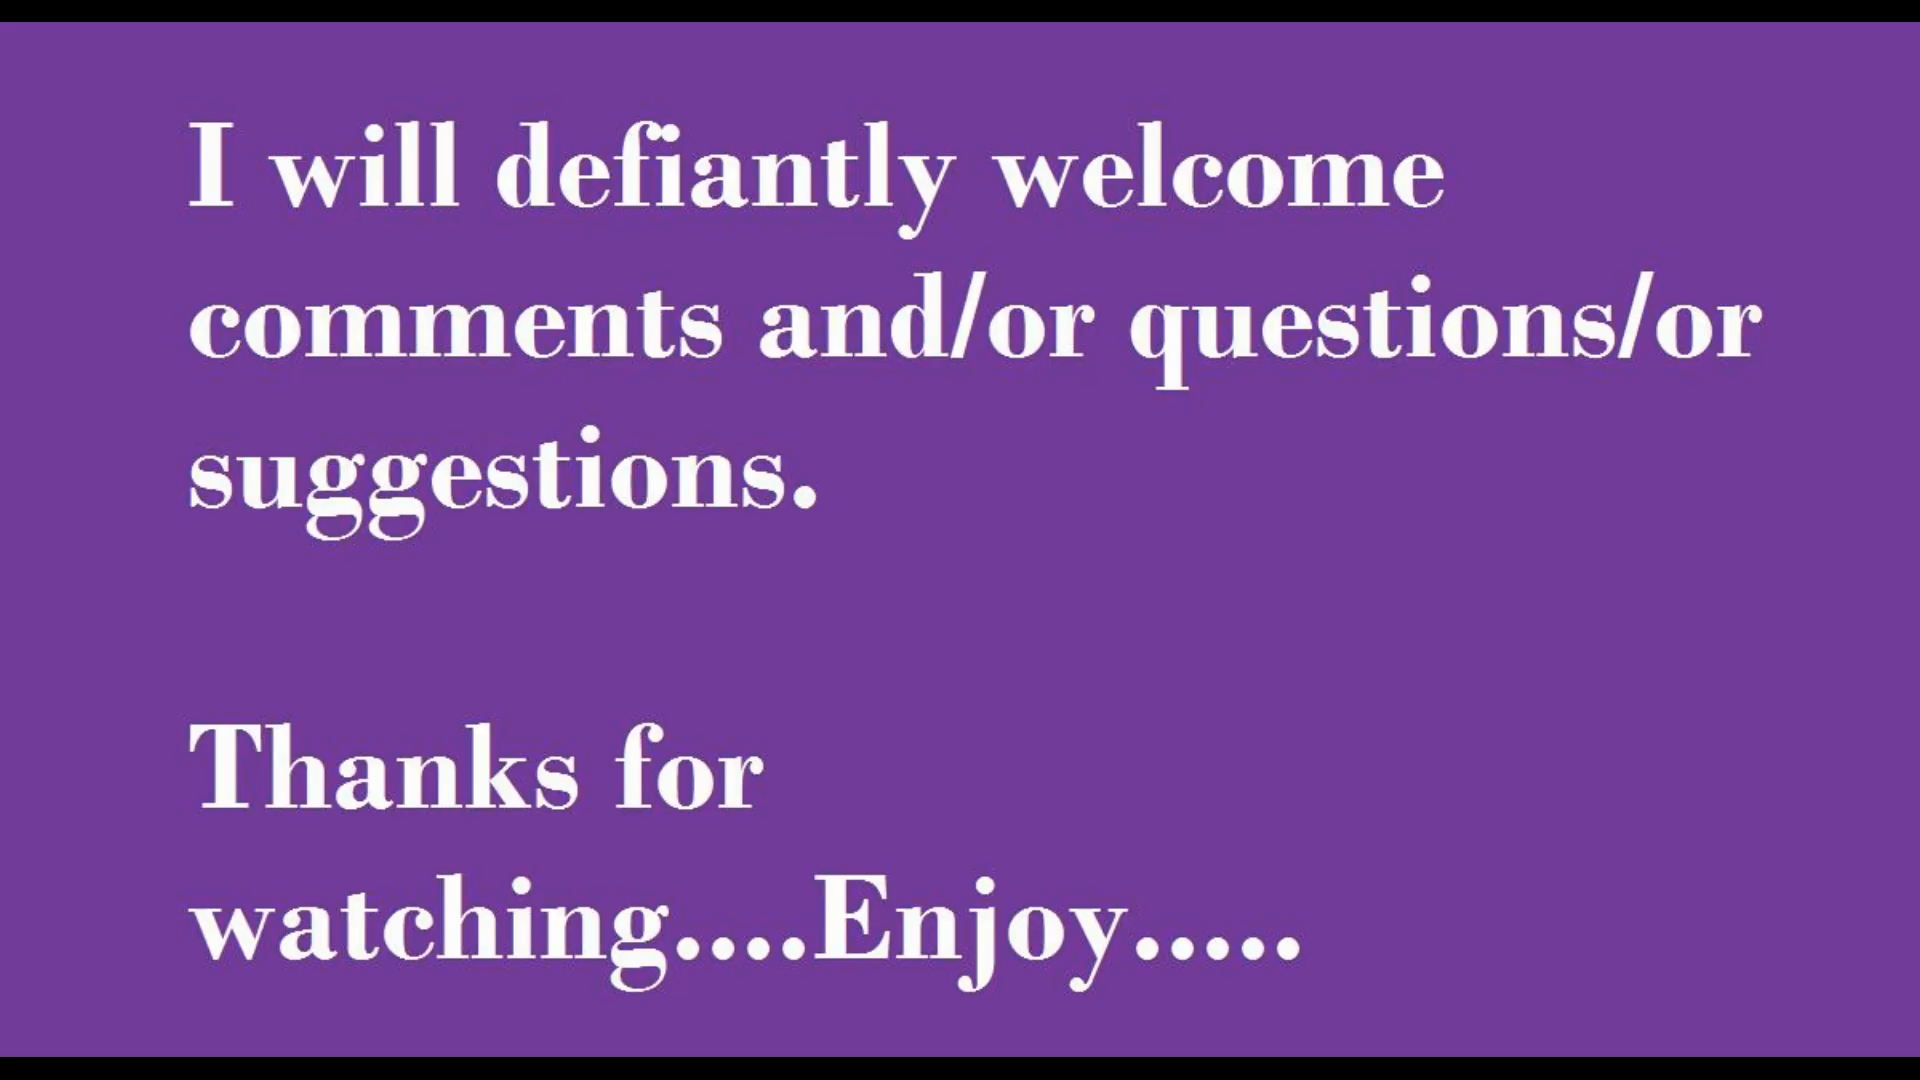 I will defiantly welcome
comments and/or questions/or
suggestions.
Thanks for
watching....Enjoy.....